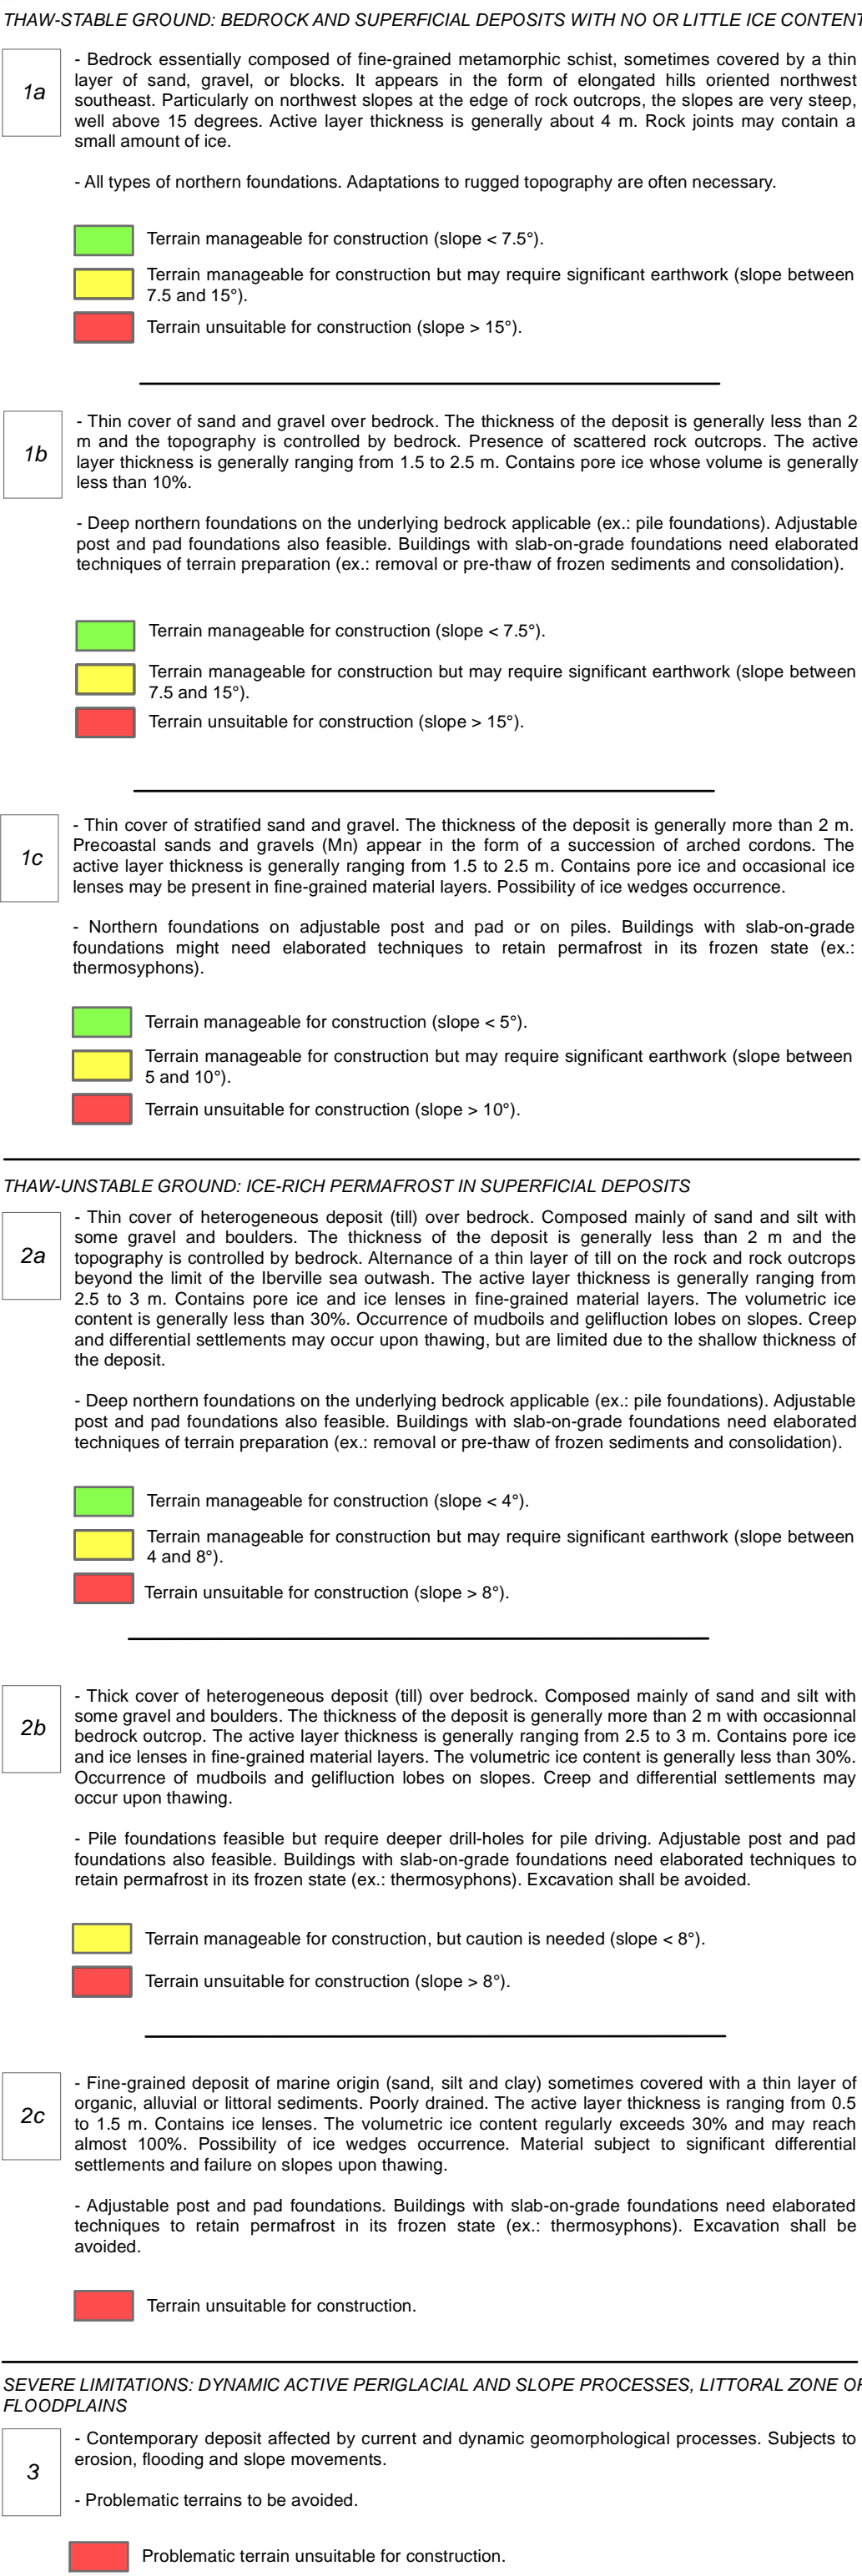 THAW-STABLE GROUND: BEDROCK AND SUPERFICIAL DEPOSITS WITH NO OR LITTLE ICE CONTENT
1a
- Bedrock essentially composed of fine-grained metamorphic schist, sometimes covered by a thin
layer of sand, gravel, or blocks. It appears in the form of elongated hills oriented northwest
southeast. Particularly on northwest slopes at the edge of rock outcrops, the slopes are very steep,
well above 15 degrees. Active layer thickness is generally about 4 m. Rock joints may contain a
small amount of ice.
- All types of northern foundations. Adaptations to rugged topography are often necessary.
Terrain manageable for construction (slope < 7.5°).
Terrain manageable for construction but may require significant earthwork (slope between
7.5 and 15°).
Terrain unsuitable for construction (slope > 15°).
1b
- Thin cover of sand and gravel over bedrock. The thickness of the deposit is generally less than 2
m and the topography is controlled by bedrock. Presence of scattered rock outcrops. The active
layer thickness is generally ranging from 1.5 to 2.5 m. Contains pore ice whose volume is generally
less than 10%.
- Deep northern foundations on the underlying bedrock applicable (ex.: pile foundations). Adjustable
post and pad foundations also feasible. Buildings with slab-on-grade foundations need elaborated
techniques of terrain preparation (ex.: removal or pre-thaw of frozen sediments and consolidation).
Terrain manageable for construction (slope < 7.5°).
Terrain manageable for construction but may require significant earthwork (slope between
7.5 and 15°).
Terrain unsuitable for construction (slope > 15°).
1c
- Thin cover of stratified sand and gravel. The thickness of the deposit is generally more than 2 m.
Precoastal sands and gravels (Mn) appear in the form of a succession of arched cordons. The
active layer thickness is generally ranging from 1.5 to 2.5 m. Contains pore ice and occasional ice
lenses may be present in fine-grained material layers. Possibility of ice wedges occurrence.
- Northern foundations on adjustable post and pad or on piles. Buildings with slab-on-grade
foundations might need elaborated techniques to retain permafrost in its frozen state (ex.:
thermosyphons).
Terrain manageable for construction (slope < 5°).
Terrain manageable for construction but may require significant earthwork (slope between
5 and 10°).
Terrain unsuitable for construction (slope > 10°).
THAW-UNSTABLE GROUND: ICE-RICH PERMAFROST IN SUPERFICIAL DEPOSITS
2a
- Thin cover of heterogeneous deposit (till) over bedrock. Composed mainly of sand and silt with
some gravel and boulders. The thickness of the deposit is generally less than 2 m and the
topography is controlled by bedrock. Alternance of a thin layer of till on the rock and rock outcrops
beyond the limit of the Iberville sea outwash. The active layer thickness is generally ranging from
2.5 to 3 m. Contains pore ice and ice lenses in fine-grained material layers. The volumetric ice
content is generally less than 30%. Occurrence of mudboils and gelifluction lobes on slopes. Creep
and differential settlements may occur upon thawing, but are limited due to the shallow thickness of
the deposit.
- Deep northern foundations on the underlying bedrock applicable (ex.: pile foundations). Adjustable
post and pad foundations also feasible. Buildings with slab-on-grade foundations need elaborated
techniques of terrain preparation (ex.: removal or pre-thaw of frozen sediments and consolidation).
Terrain manageable for construction (slope < 4°).
Terrain manageable for construction but may require significant earthwork (slope between
4 and 8°).
Terrain unsuitable for construction (slope > 8°).
2b
- Thick cover of heterogeneous deposit (till) over bedrock. Composed mainly of sand and silt with
some gravel and boulders. The thickness of the deposit is generally more than 2 m with occasionnal
bedrock outcrop. The active layer thickness is generally ranging from 2.5 to 3 m. Contains pore ice
and ice lenses in fine-grained material layers. The volumetric ice content is generally less than 30%.
Occurrence of mudboils and gelifluction lobes on slopes. Creep and differential settlements may
occur upon thawing.
- Pile foundations feasible but require deeper drill-holes for pile driving. Adjustable post and pad
foundations also feasible. Buildings with slab-on-grade foundations need elaborated techniques to
retain permafrost in its frozen state (ex.: thermosyphons). Excavation shall be avoided.
Terrain manageable for construction, but caution is needed (slope < 8°).
Terrain unsuitable for construction (slope > 8°).
2c
- Fine-grained deposit of marine origin (sand, silt and clay) sometimes covered with a thin layer of
organic, alluvial or littoral sediments. Poorly drained. The active layer thickness is ranging from 0.5
to 1.5 m. Contains ice lenses. The volumetric ice content regularly exceeds 30% and may reach
almost 100%. Possibility of ice wedges occurrence. Material subject to significant differential
settlements and failure on slopes upon thawing.
- Adjustable post and pad foundations. Buildings with slab-on-grade foundations need elaborated
techniques to retain permafrost in its frozen state (ex.: thermosyphons). Excavation shall be
avoided.
Terrain unsuitable for construction.
SEVERE LIMITATIONS: DYNAMIC ACTIVE PERIGLACIAL AND SLOPE PROCESSES, LITTORAL ZONE OR
FLOODPLAINS
3
- Contemporary deposit affected by current and dynamic geomorphological processes. Subjects to
erosion, flooding and slope movements.
- Problematic terrains to be avoided.
Problematic terrain unsuitable for construction.